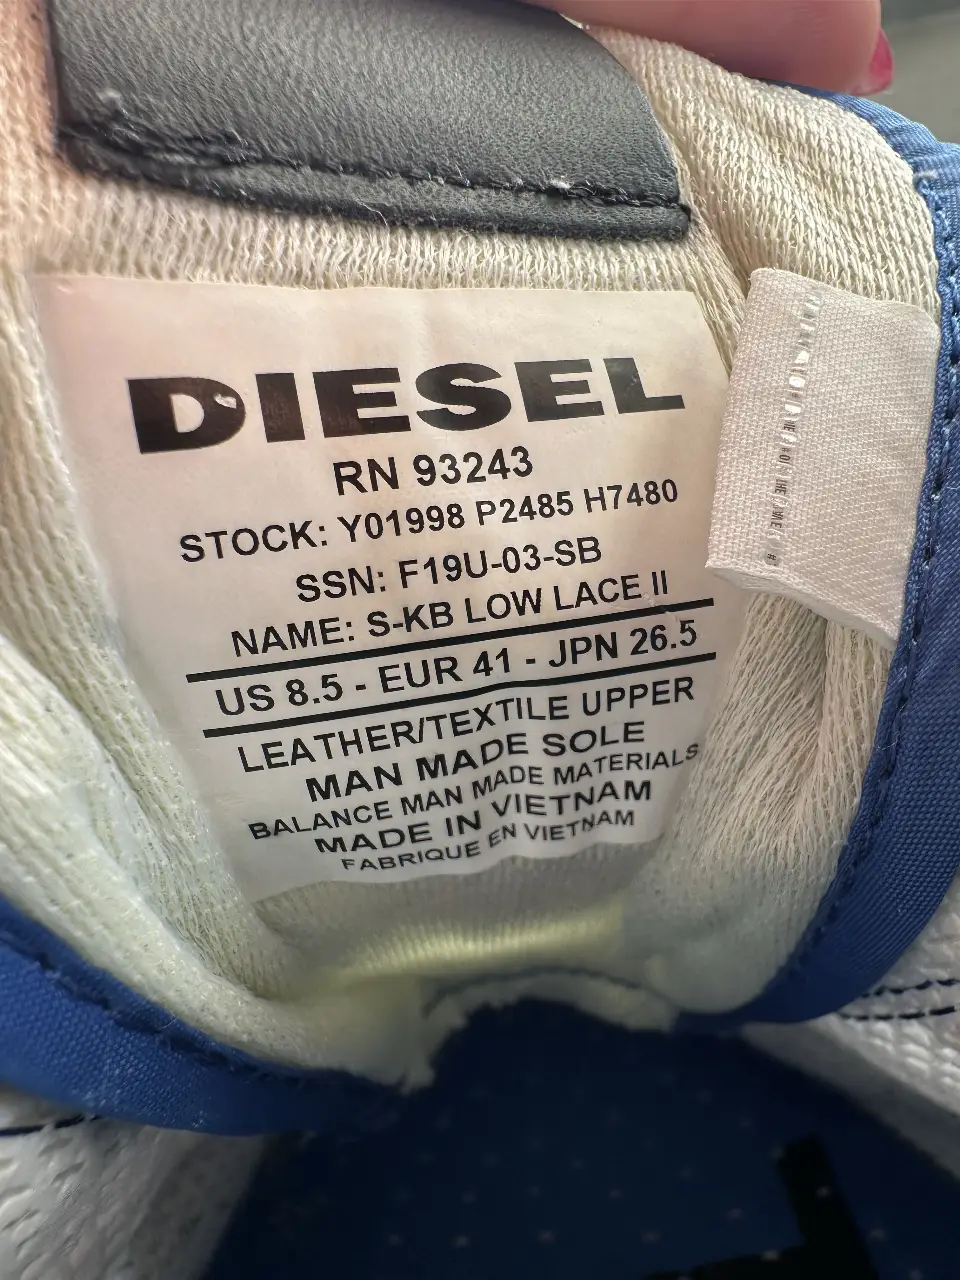 DIESEL
RN 93243
STOCK: Y01998 P2485 H7480
SSN: F19U-03-SB
NAME: S-KB LOW LACE II
US 8.5 - EUR 41 - JPN 26.5
LEATHER/TEXTILE UPPER
MAN MADE SOLE
BALANCE MAN MADE MATERIALS
MADE IN VIETNAM
FABRIQUE EN VIETNAM